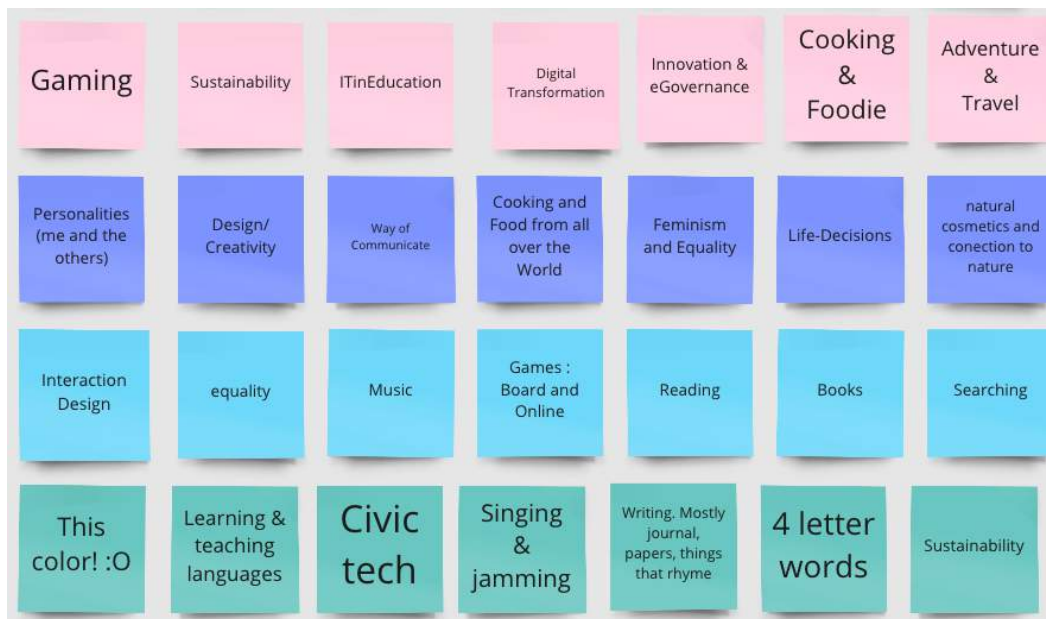 Gaming
Sustainability
ITinEducation
Digital
Transformation
Innovation &
eGovernance
Cooking
&
Foodie
Adventure
&
Travel
Personalities
(me and the
others)
Design/
Creativity
Way of
Communicate
Cooking and
Food from all
over the
World
Feminism
and Equality
Life-Decisions
natural
cosmetics and
conection to
nature
Interaction
Design
equality
Music
Games :
Board and
Online
Reading
Books
Searching
This
color! :O
Learning &
teaching
languages
Civic
tech
Singing
&
jamming
Writing. Mostly
journal,
papers, things
that rhyme
4 letter
words
Sustainability